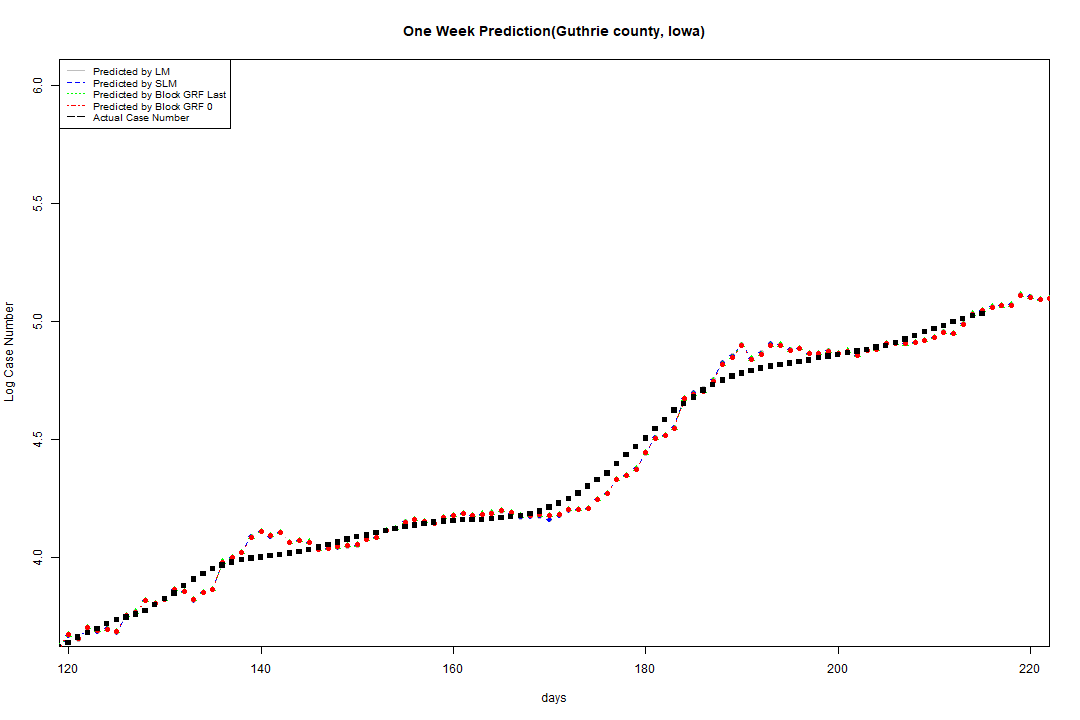 One Week Prediction(Guthrie county, Iowa)
Predicted by LM
Predicted by SLM
Predicted by Block GRF Last
Predicted by Block GRF 0
Actual Case Number
6.0
5.5
5.0
4.5
4.0
Log Case Number
120 140 160 180 200 220
days